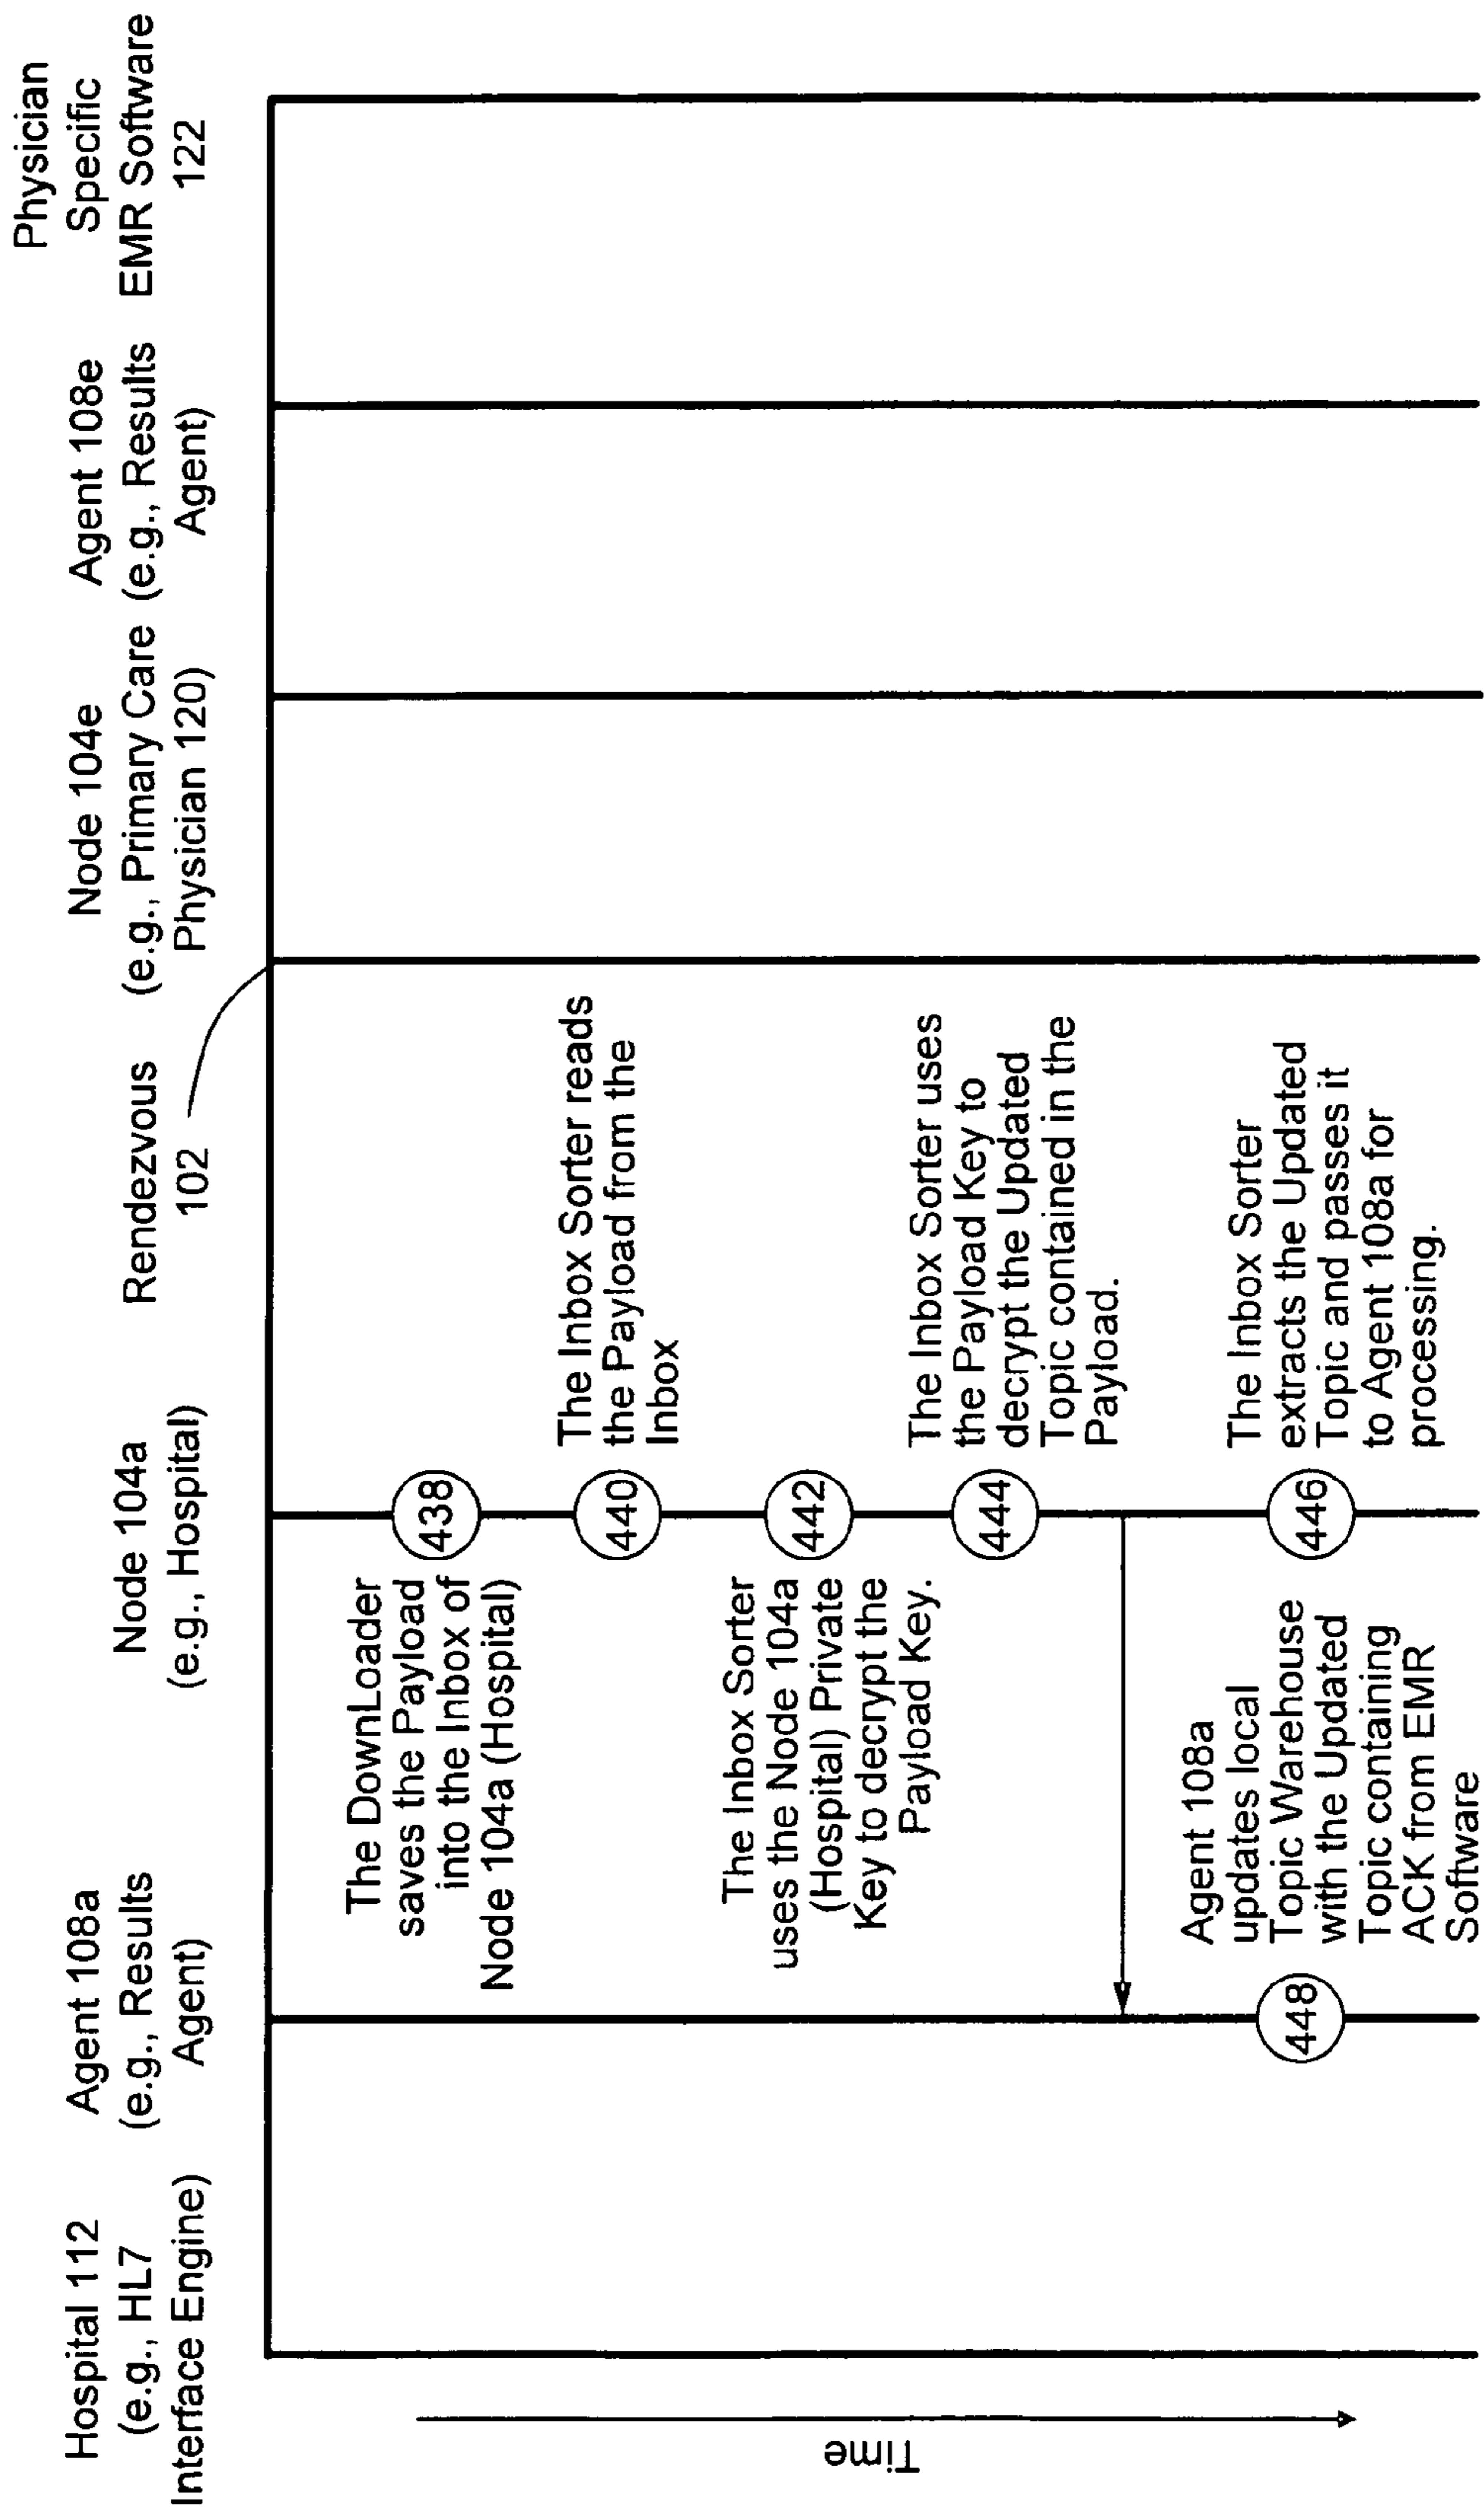 Hospital 112
(e.g., HL7
Interface Engine)
Agent 108a
(e.g., Results
Agent)
Node 104a
(e.g., Hospital)
Rendezvous
102
Node 104e
(e.g., Primary Care
Physician 120)
Agent 108e
(e.g., Results
Agent)
Physician
Specific
EMR Software
122
Time
The DownLoader
saves the Payload
into the Inbox of
Node 104a (Hospital)
438
440
The Inbox Sorter reads
the Payload from the
Inbox
The Inbox Sorter
uses the Node 104a
(Hospital) Private
Key to decrypt the
Payload Key.
442
444
The Inbox Sorter uses
the Payload Key to
decrypt the Updated
Topic contained in the
Payload.
446
The Inbox Sorter
extracts the Updated
Topic and passes it
to Agent 108a for
processing.
448
Agent 108a
updates local
Topic Warehouse
with the Updated
Topic containing
ACK from EMR
Software